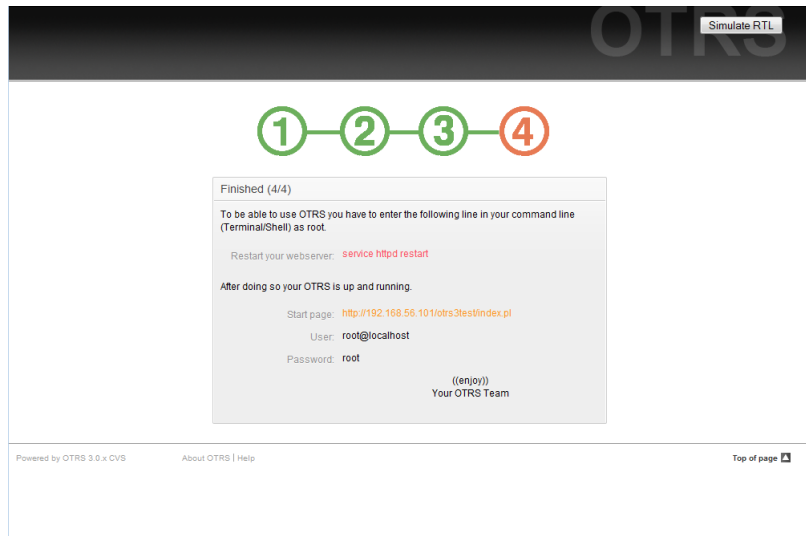 OTRS
Simulate RTL
1 2 3 4
Finished (4/4)
To be able to use OTRS you have to enter the following line in your command line
(Terminal/Shell) as root.
Restart your webserver: service httpd restart
After doing so your OTRS is up and running.
Start page: http://192.168.56.101/otrs3test/index.pl
User: root@localhost
Password: root
((enjoy))
Your OTRS Team
Powered by OTRS 3.0.x CVS About OTRS | Help Top of page